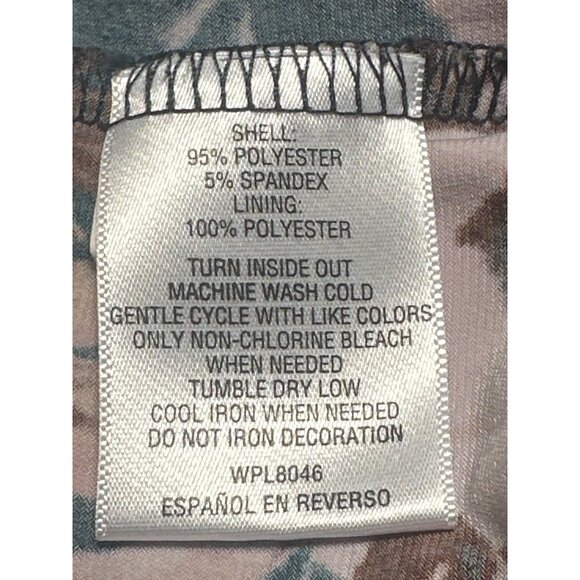 SHELL:
95% POLYESTER
5% SPANDEX
LINING:
100% POLYESTER
TURN INSIDE OUT
MACHINE WASH COLD
GENTLE CYCLE WITH LIKE COLORS
ONLY NON-CHLORINE BLEACH
WHEN NEEDED
TUMBLE DRY LOW
COOL IRON WHEN NEEDED
DO NOT IRON DECORATION
WPL8046
ESPAÑOL EN REVERSO